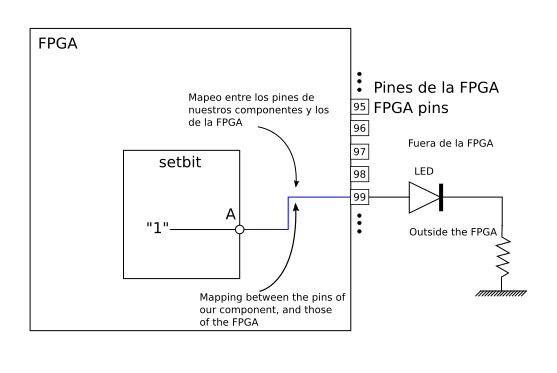 FPGA
Pines de la FPGA
FPGA pins
Mapeo entre los pines de
nuestros componentes y los
de la FPGA
95
96
97
98
99
Fuera de la FPGA
setbit
LED
A
"1"
Outside the FPGA
Mapping between the pins of
our component, and those
of the FPGA